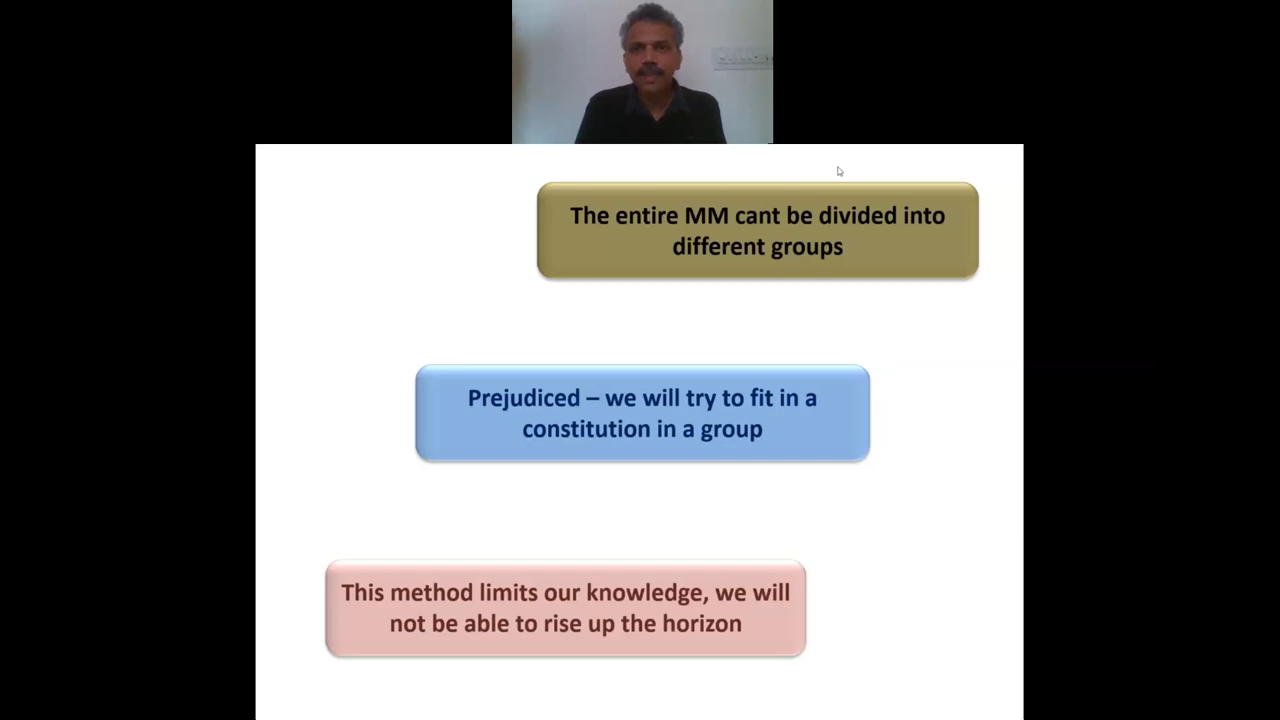 The entire MM cant be divided into
different groups
Prejudiced – we will try to fit in a
constitution in a group
This method limits our knowledge, we will
not be able to rise up the horizon